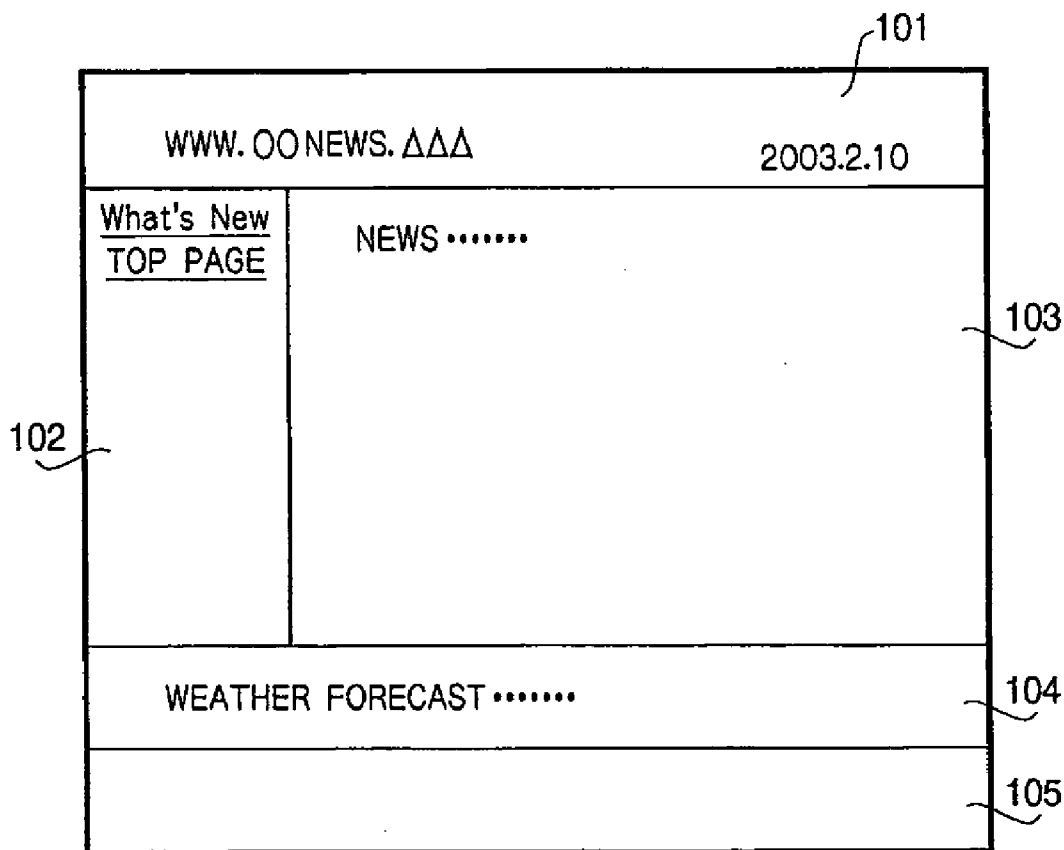 101
WWW. OO NEWS. ΔΔΔ
2003.2.10
What's New
TOP PAGE
NEWS •••••••
103
102
WEATHER FORECAST •••••••
104
105